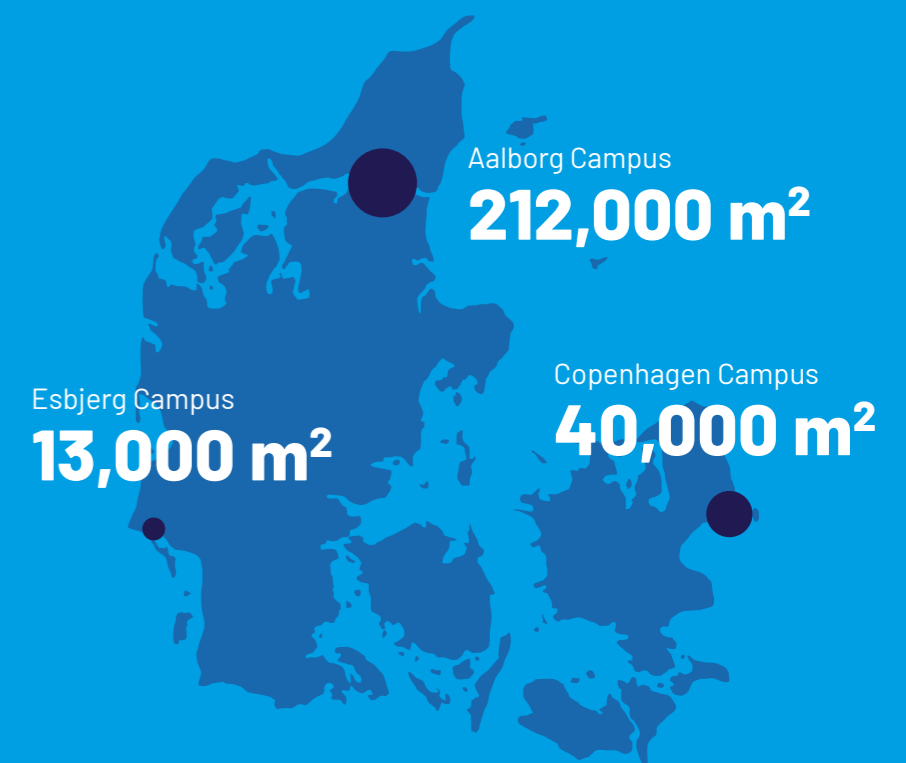 Aalborg Campus
212,000 m²
Copenhagen Campus
40,000 m²
Esbjerg Campus
13,000 m²